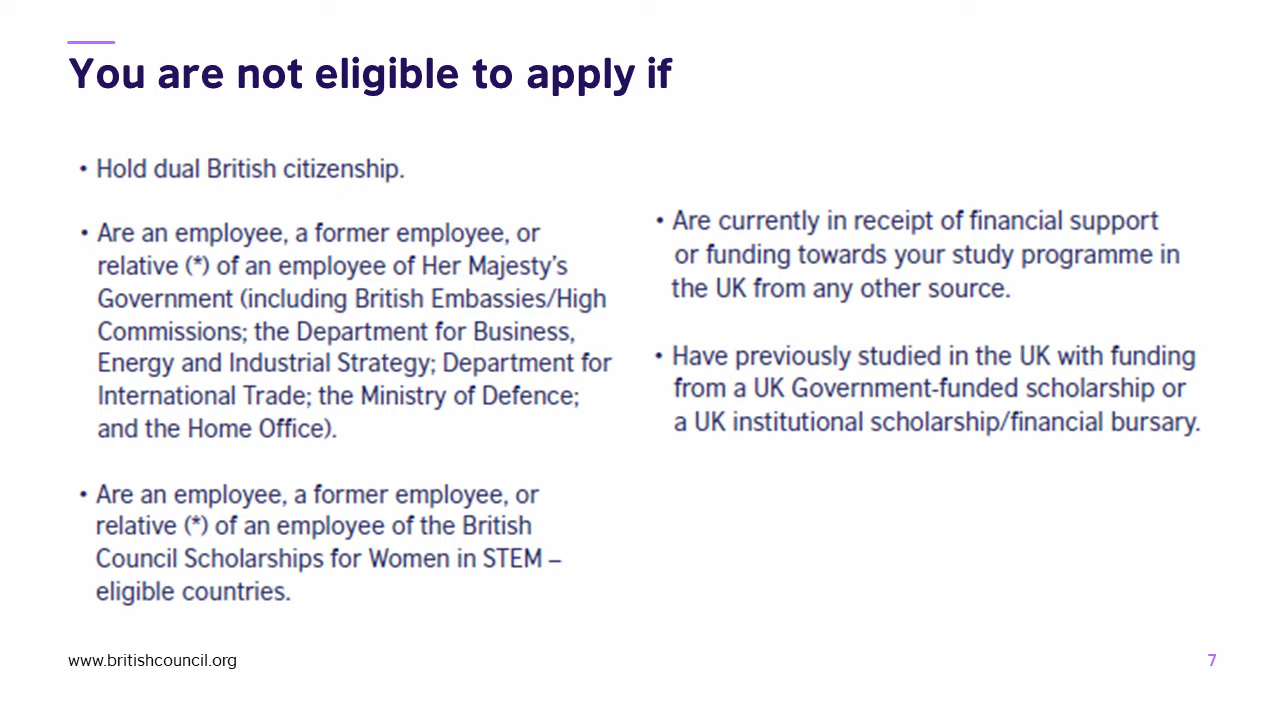 You are not eligible to apply if
• Hold dual British citizenship.
• Are an employee, a former employee, or
relative (*) of an employee of Her Majesty's
Government (including British Embassies/High
Commissions; the Department for Business,
Energy and Industrial Strategy; Department for
International Trade; the Ministry of Defence;
and the Home Office).
• Are an employee, a former employee, or
relative (*) of an employee of the British
Council Scholarships for Women in STEM –
eligible countries.
• Are currently in receipt of financial support
or funding towards your study programme in
the UK from any other source.
• Have previously studied in the UK with funding
from a UK Government-funded scholarship or
a UK institutional scholarship/financial bursary.
www.britishcouncil.org
7